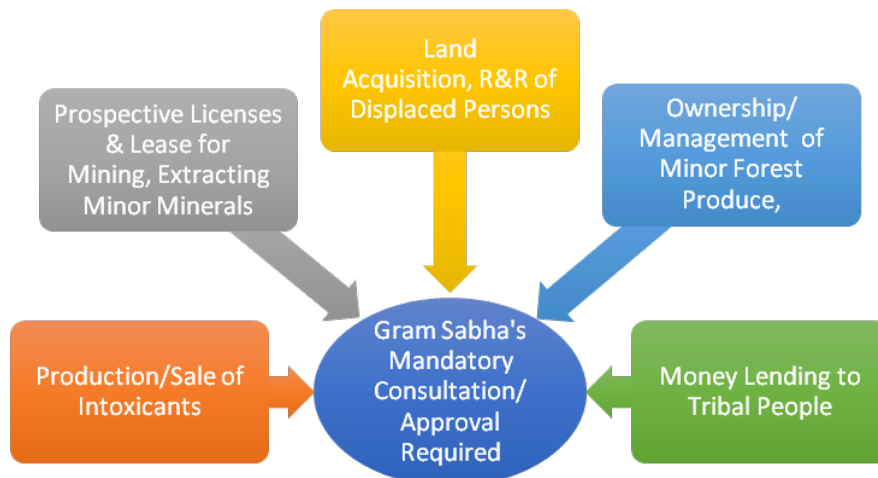 Land
Acquisition, R&R of
Displaced Persons
Prospective Licenses
& Lease for
Mining, Extracting
Minor Minerals
Ownership/
Management of
Minor Forest
Produce,
Production/Sale of
Intoxicants
Gram Sabha's
Mandatory
Consultation/
Approval
Required
Money Lending to
Tribal People